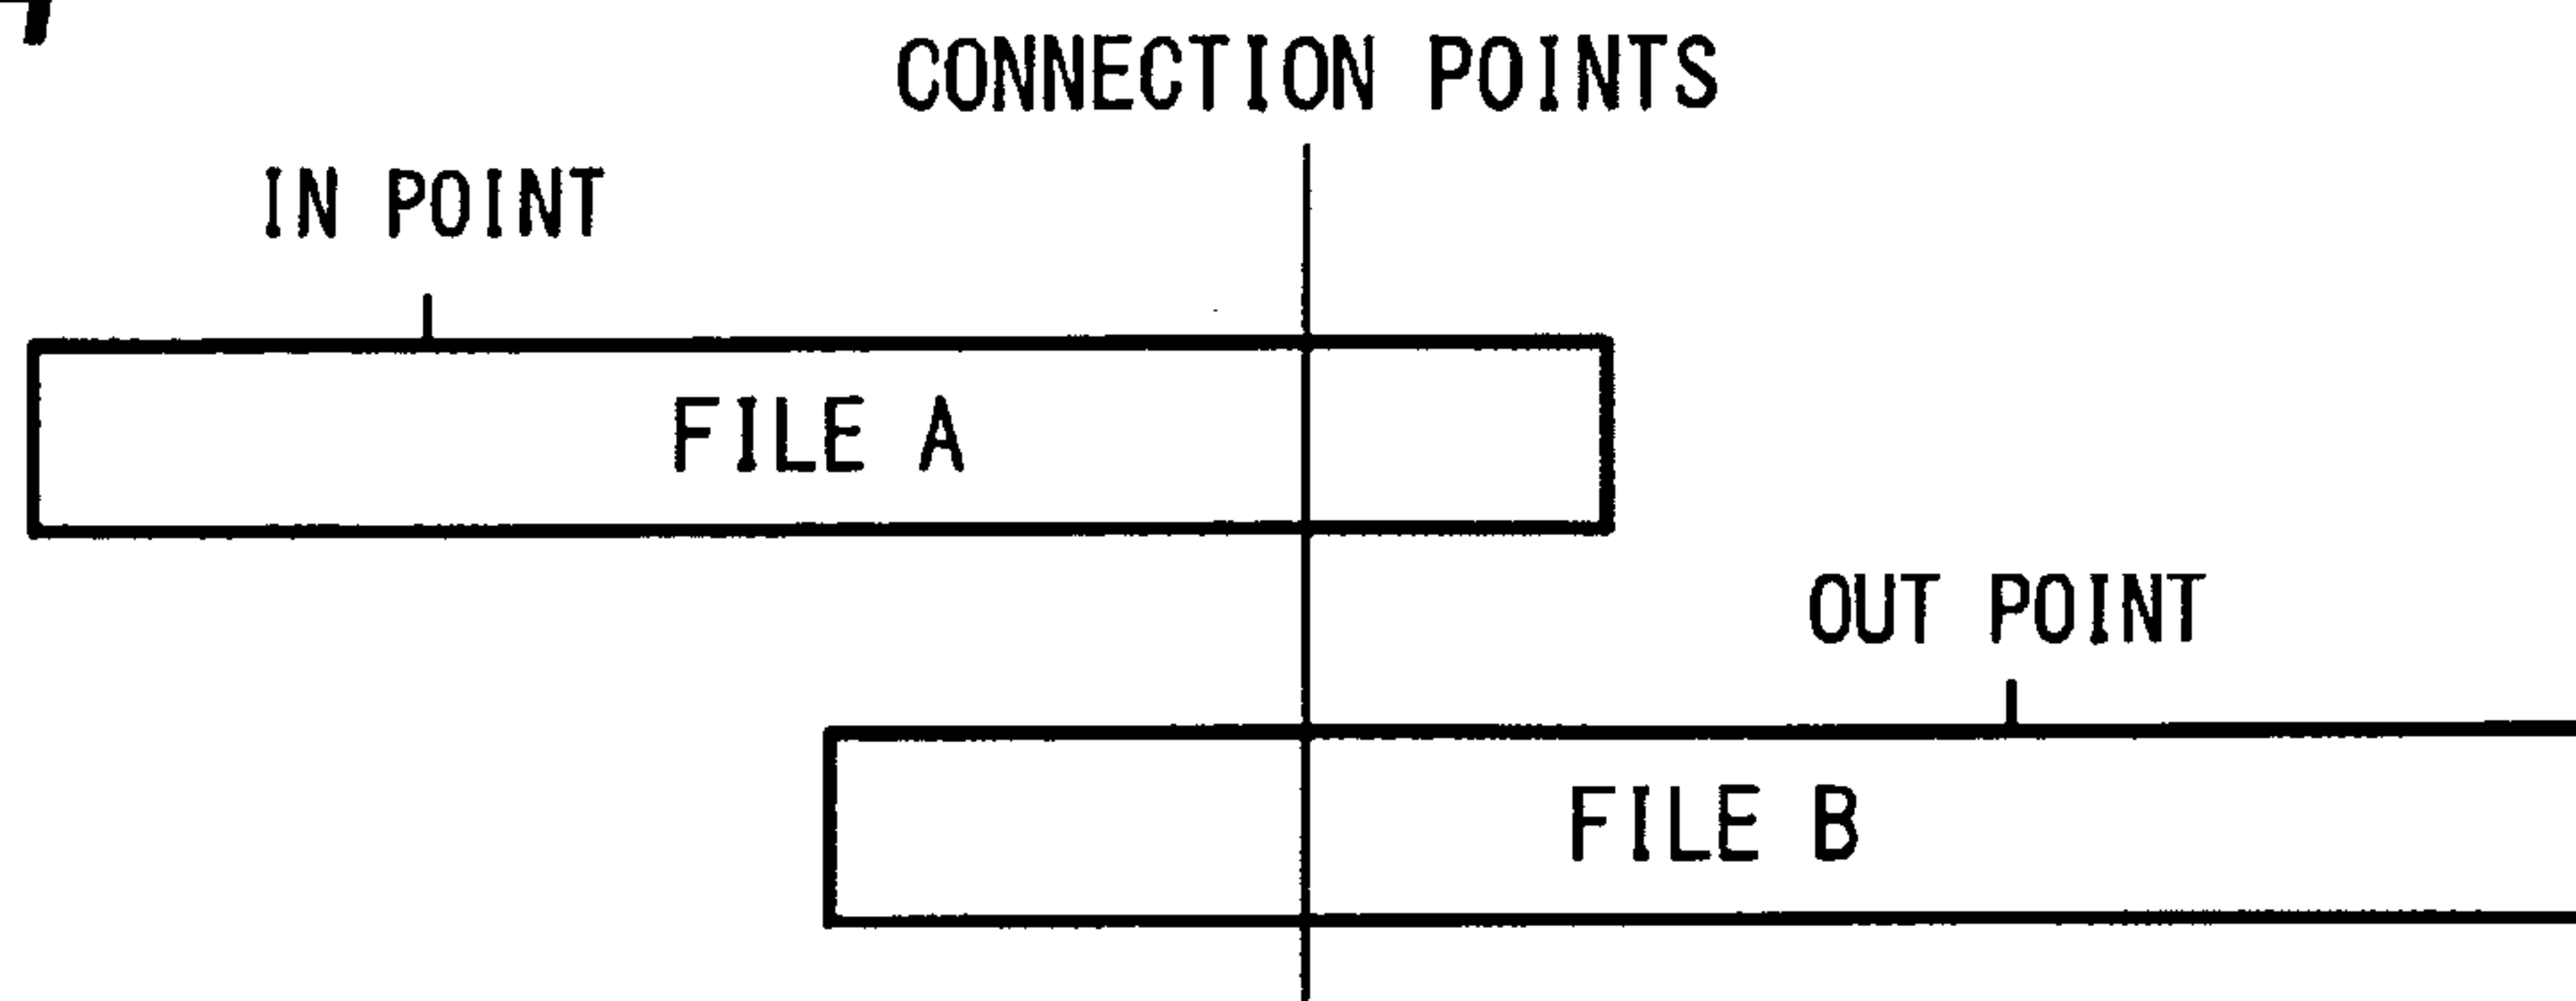 CONNECTION POINTS
IN POINT
FILE A
OUT POINT
FILE B